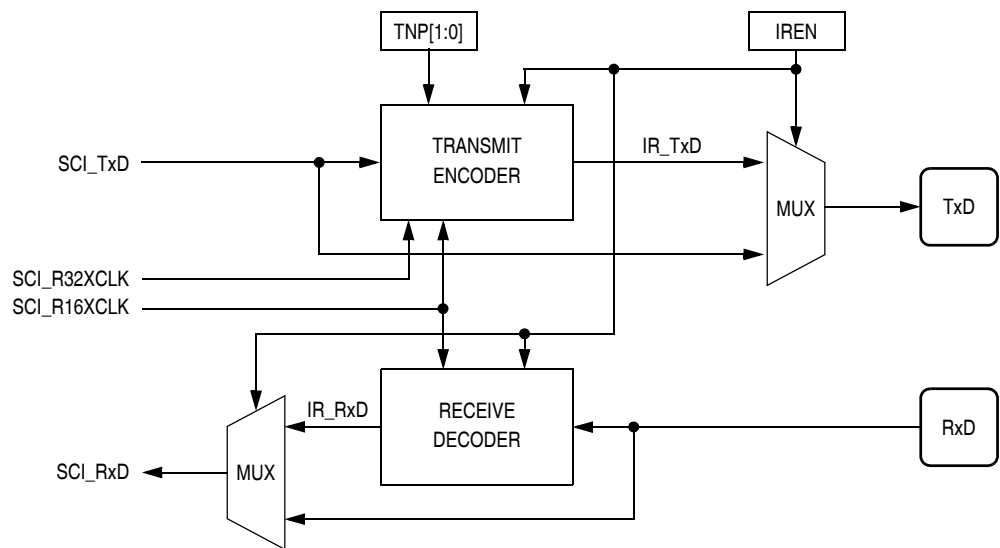 TNP[1:0]
IREN
TRANSMIT
ENCODER
IR_TxD
SCI_TxD
MUX
TxD
SCI_R32XCLK
SCI_R16XCLK
IR_RxD
RECEIVE
DECODER
RxD
SCI_RxD
MUX